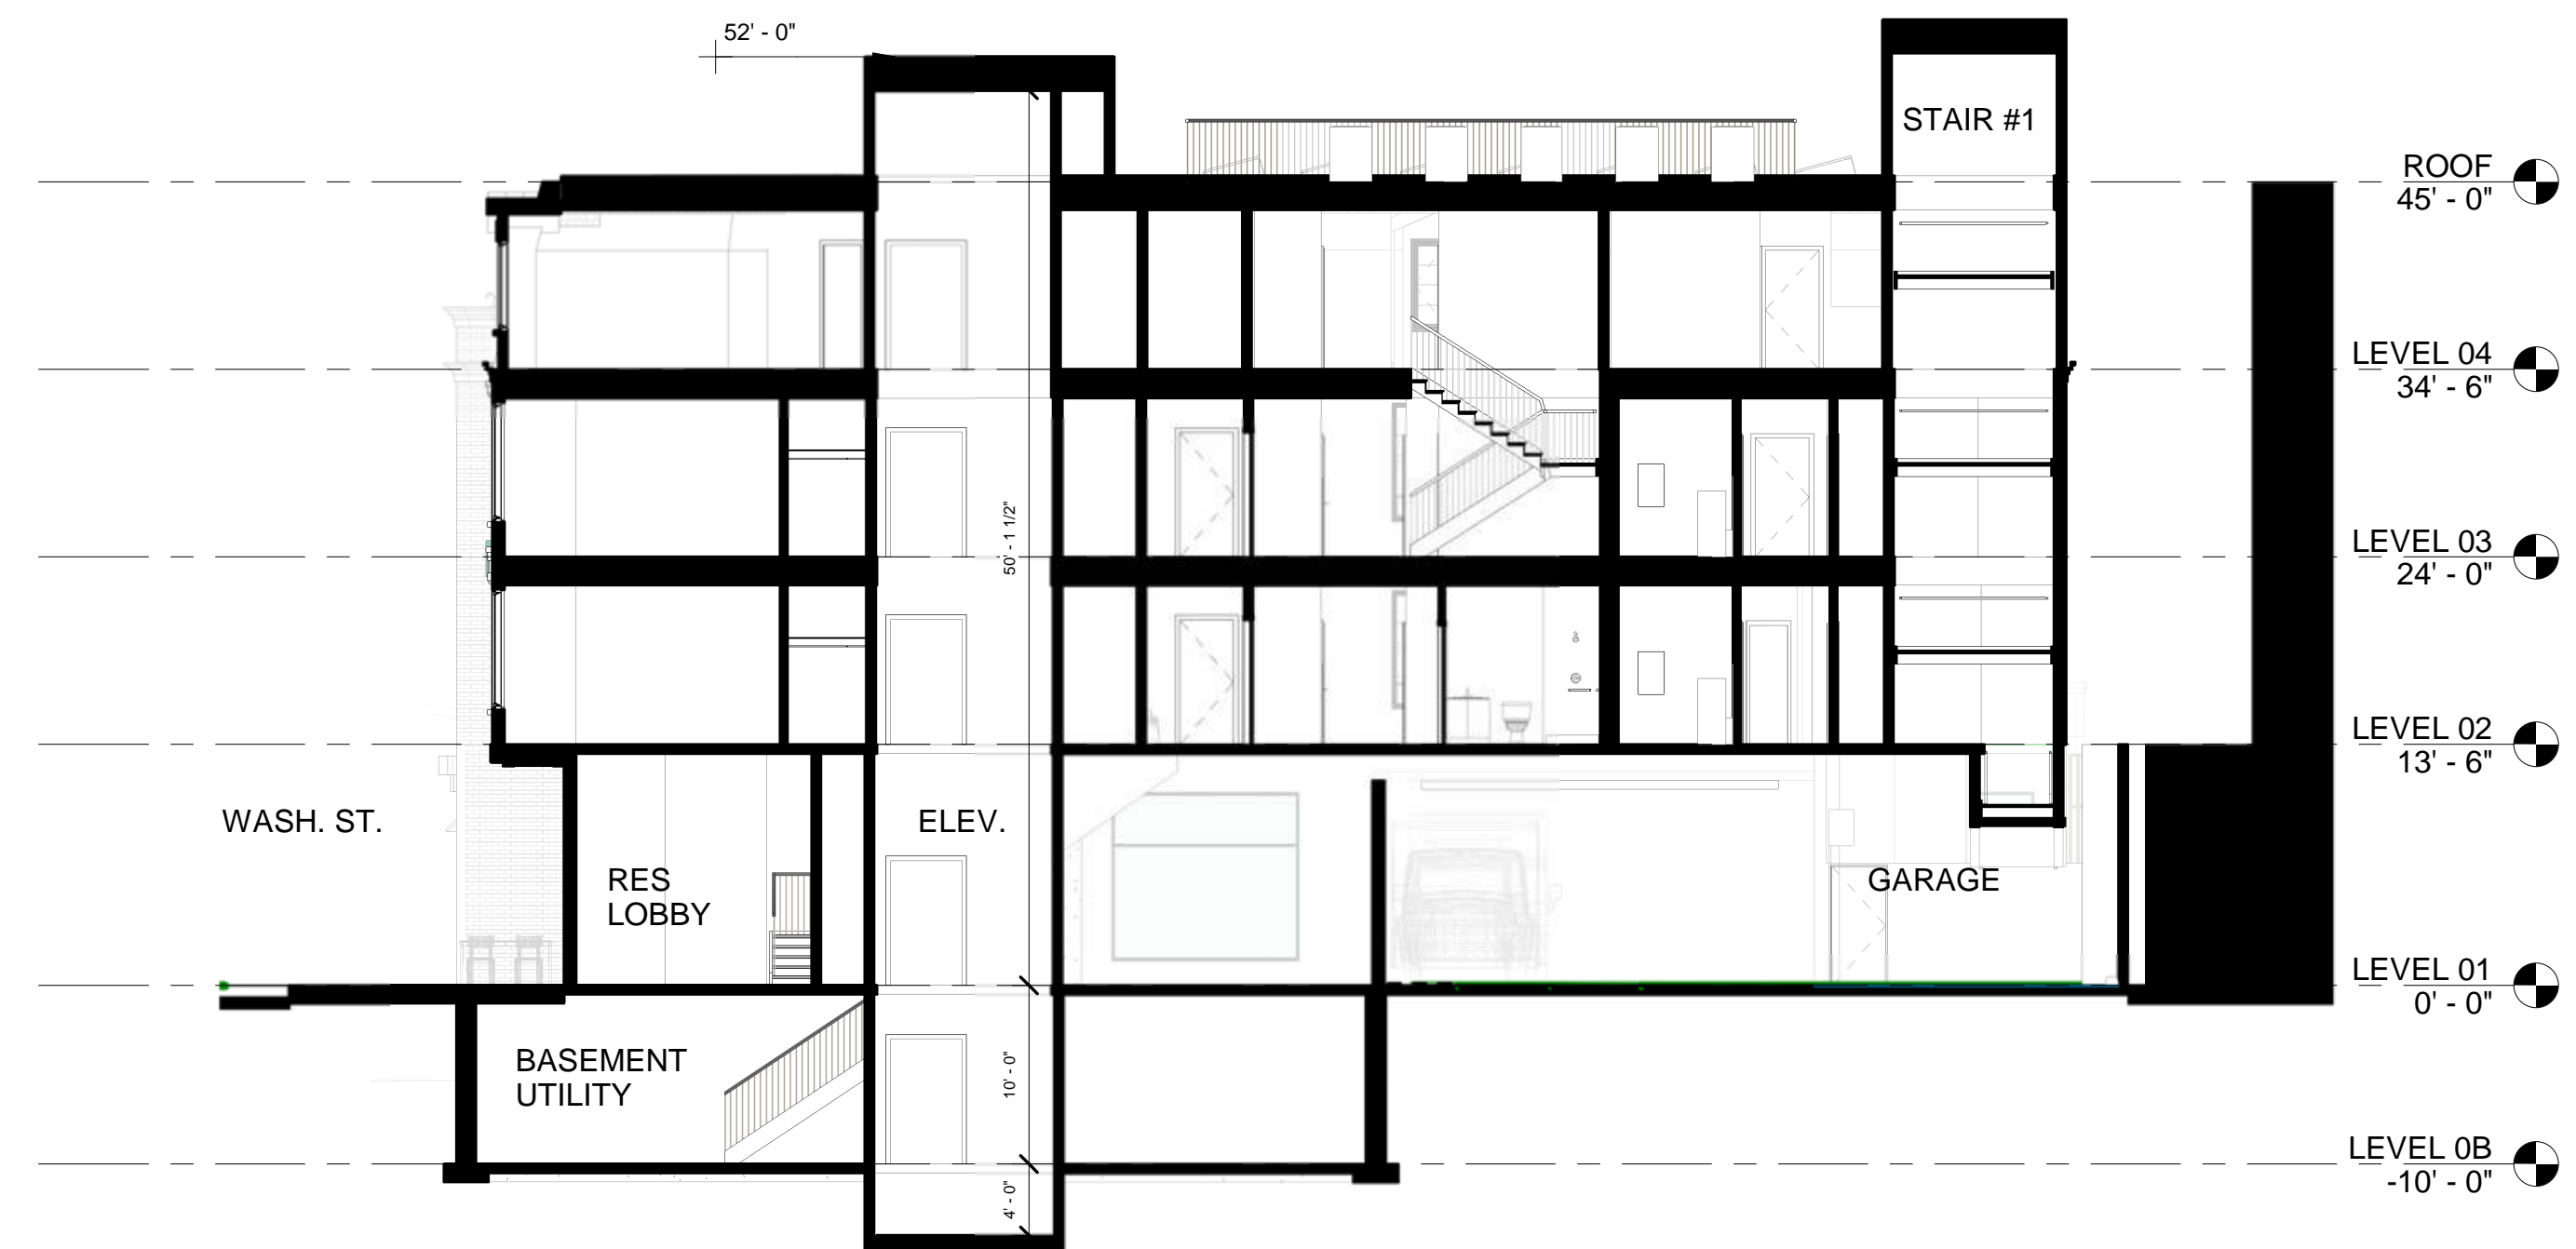 52' - 0"
STAIR #1
ROOF
45' - 0"
LEVEL 04
34' - 6"
50' - 1 1/2"
LEVEL 03
24' - 0"
LEVEL 02
13' - 6"
WASH. ST.
ELEV.
RES
LOBBY
GARAGE
LEVEL 01
0' - 0"
BASEMENT
UTILITY
10' - 0"
LEVEL 0B
-10' - 0"
4' - 0"